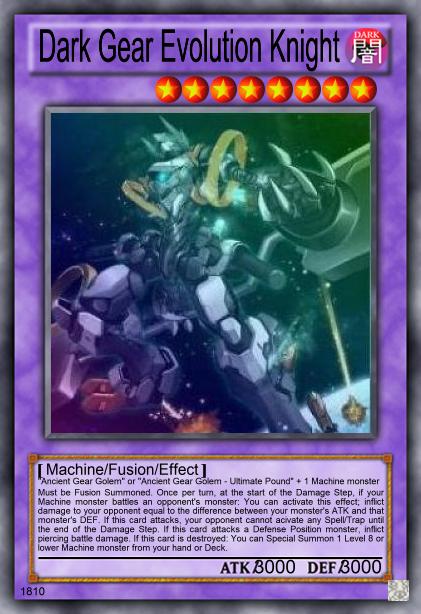 Dark Gear Evolution Knight
DARK
闇
[ Machine/Fusion/Effect ]
"Ancient Gear Golem" or "Ancient Gear Golem - Ultimate Pound" + 1 Machine monster
Must be Fusion Summoned. Once per turn, at the start of the Damage Step, if your
Machine monster battles an opponent's monster: You can activate this effect; inflict
damage to your opponent equal to the difference between your monster's ATK and that
monster's DEF. If this card attacks, your opponent cannot acivate any Spell/Trap until
the end of the Damage Step. If this card attacks a Defense Position monster, inflict
piercing battle damage. If this card is destroyed: You can Special Summon 1 Level 8 or
lower Machine monster from your hand or Deck.
ATK 3000 DEF 3000
1810